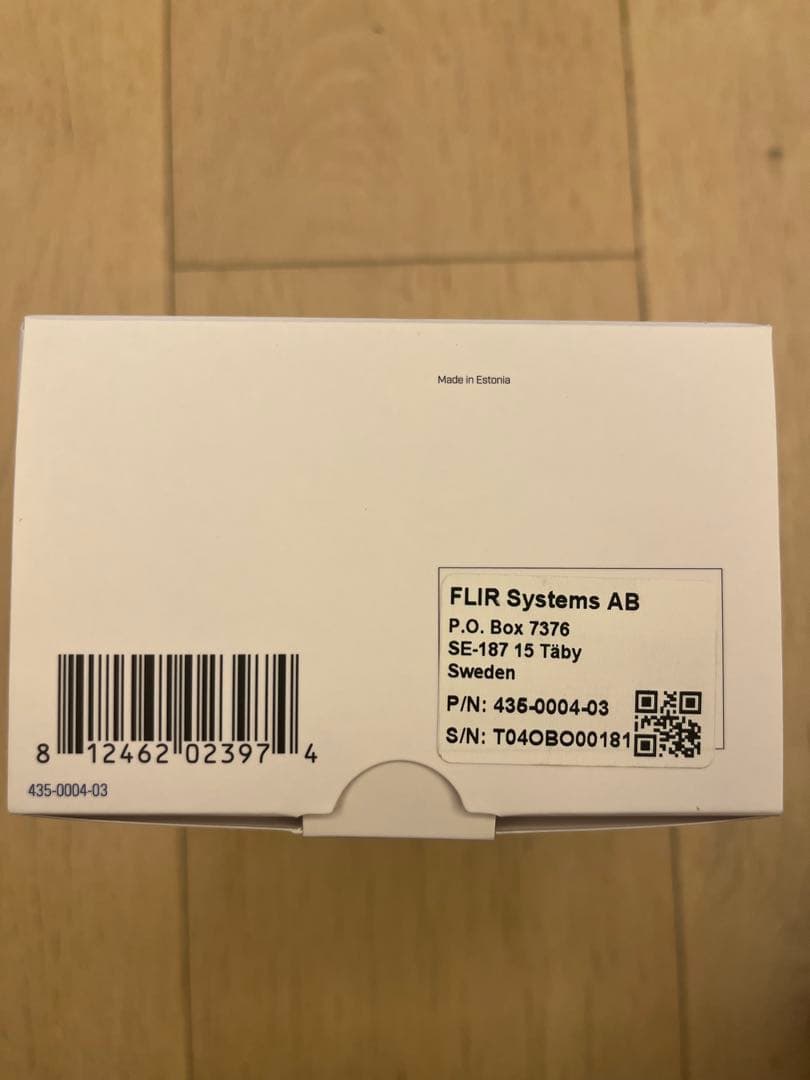 Made in Estonia
FLIR Systems AB
P.O. Box 7376
SE-187 15 Täby
Sweden
P/N: 435-0004-03
S/N: T04OBO00181
8 12462 02397 4
435-0004-03